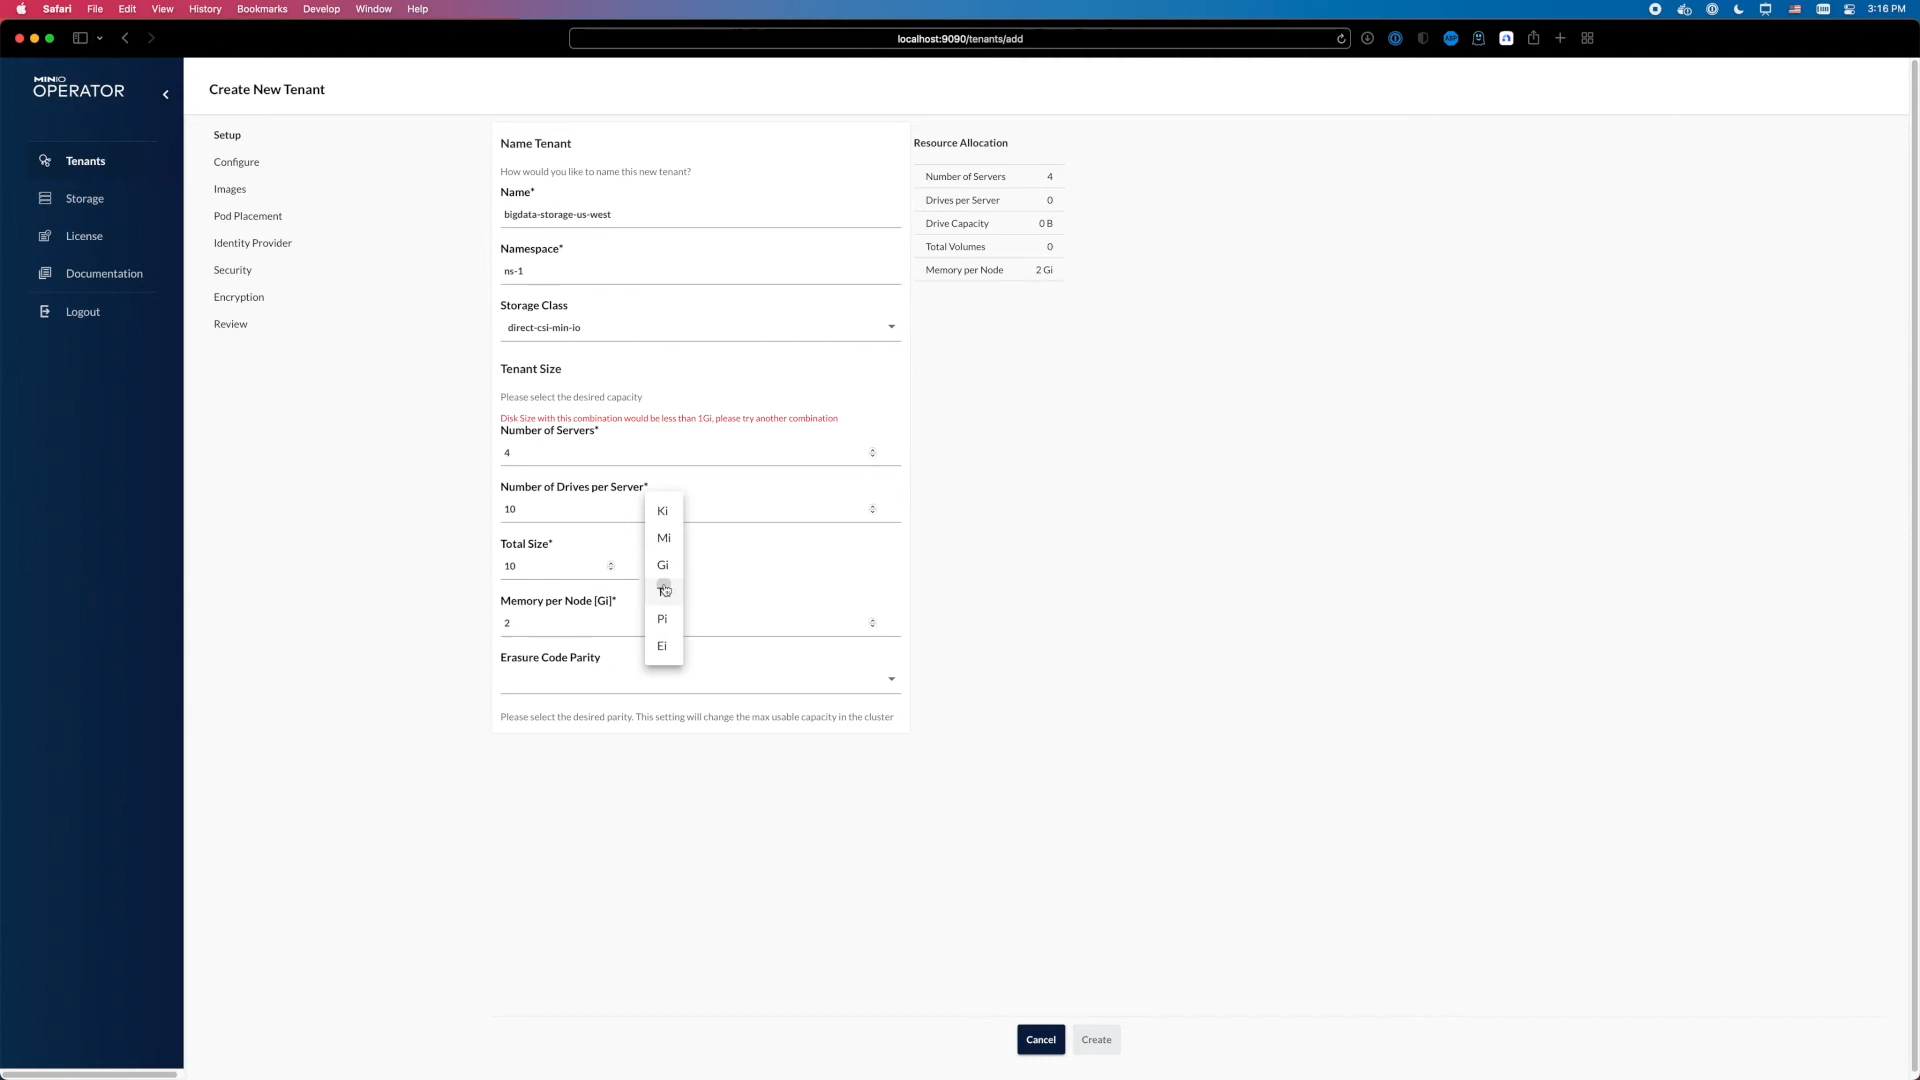 Safari File Edit View History Bookmarks Develop Window Help 3:16 PM
localhost:9090/tenants/add
ABP
MINIO
OPERATOR
Tenants
Storage
License
Documentation
Logout
Create New Tenant
Setup
Configure
Images
Pod Placement
Identity Provider
Security
Encryption
Review
Name Tenant
How would you like to name this new tenant?
Name*
bigdata-storage-us-west
Namespace*
ns-1
Storage Class
direct-csi-min-io
Tenant Size
Please select the desired capacity
Disk Size with this combination would be less than 1Gi, please try another combination
Number of Servers*
4
Number of Drives per Server*
10
Total Size*
10
Ki
Mi
Gi
Pi
Ei
Memory per Node [Gi]*
2
Erasure Code Parity
Please select the desired parity. This setting will change the max usable capacity in the cluster
Resource Allocation
Number of Servers 4
Drives per Server 0
Drive Capacity 0 B
Total Volumes 0
Memory per Node 2 Gi
Cancel
Create